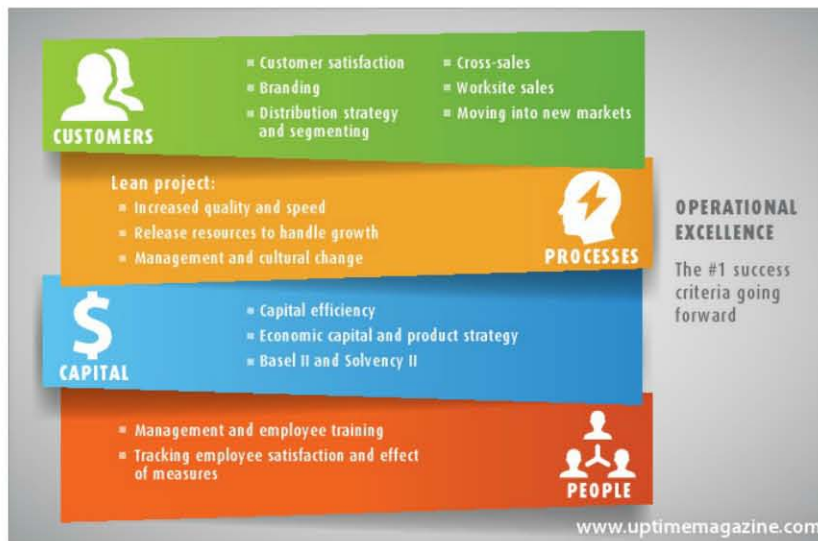 ■ Customer satisfaction
■ Branding
■ Distribution strategy
and segmenting
■ Cross-sales
■ Worksite sales
■ Moving into new markets
CUSTOMERS
Lean project:
■ Increased quality and speed
■ Release resources to handle growth
■ Management and cultural change
PROCESSES
OPERATIONAL
EXCELLENCE
The #1 success
criteria going
forward
$
■ Capital efficiency
■ Economic capital and product strategy
■ Basel II and Solvency II
CAPITAL
■ Management and employee training
■ Tracking employee satisfaction and effect
of measures
PEOPLE
www.uptimemagazine.com